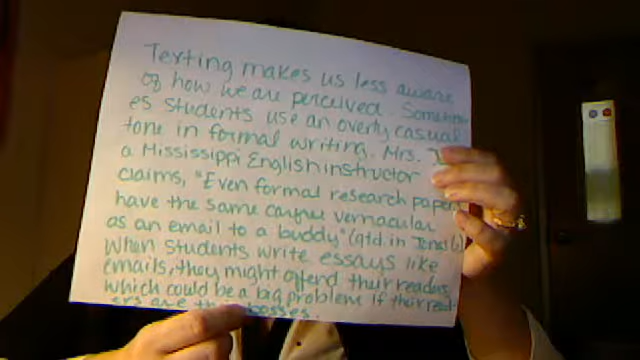 Texting makes us less aware
of how we are perceived. Sometim
es students use an overly casual
tone in formal writing. Mrs.
a Mississippi English instructor
claims, "Even formal research papers
have the same vernacular
as an email to a buddy" (qtd. in
When students write essays like
emails, they might offend their readers,
which could be a big problem if their read
ers are bosses.